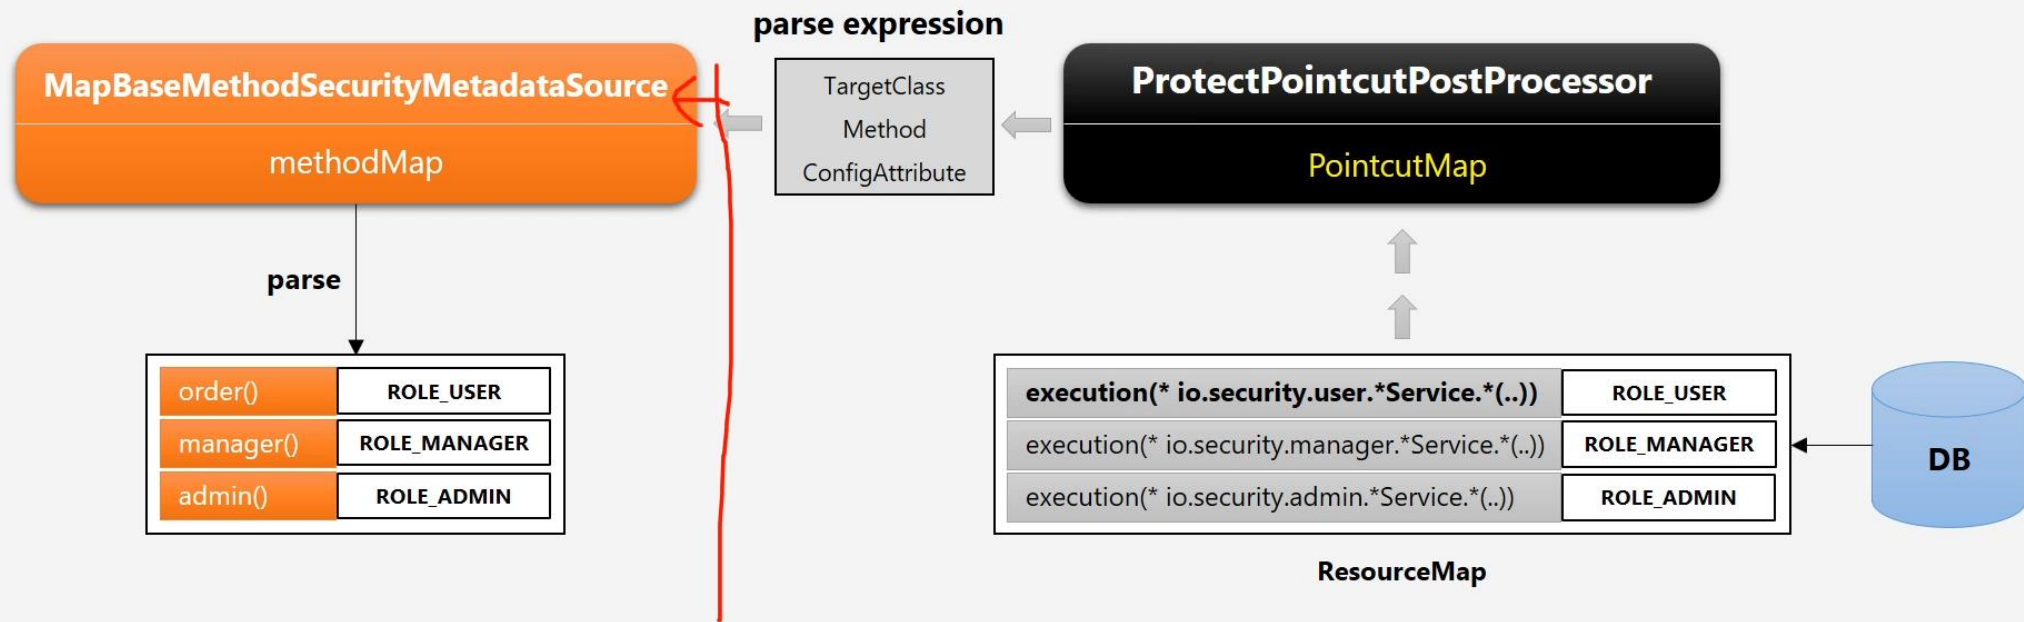 parse expression
MapBaseMethodSecurityMetadataSource
methodMap
TargetClass
Method
ConfigAttribute
ProtectPointcutPostProcessor
PointcutMap
parse
order() ROLE_USER
manager() ROLE_MANAGER
admin() ROLE_ADMIN
execution(* io.security.user.*Service.*(..)) ROLE_USER
execution(* io.security.manager.*Service.*(..)) ROLE_MANAGER
execution(* io.security.admin.*Service.*(..)) ROLE_ADMIN
DB
ResourceMap